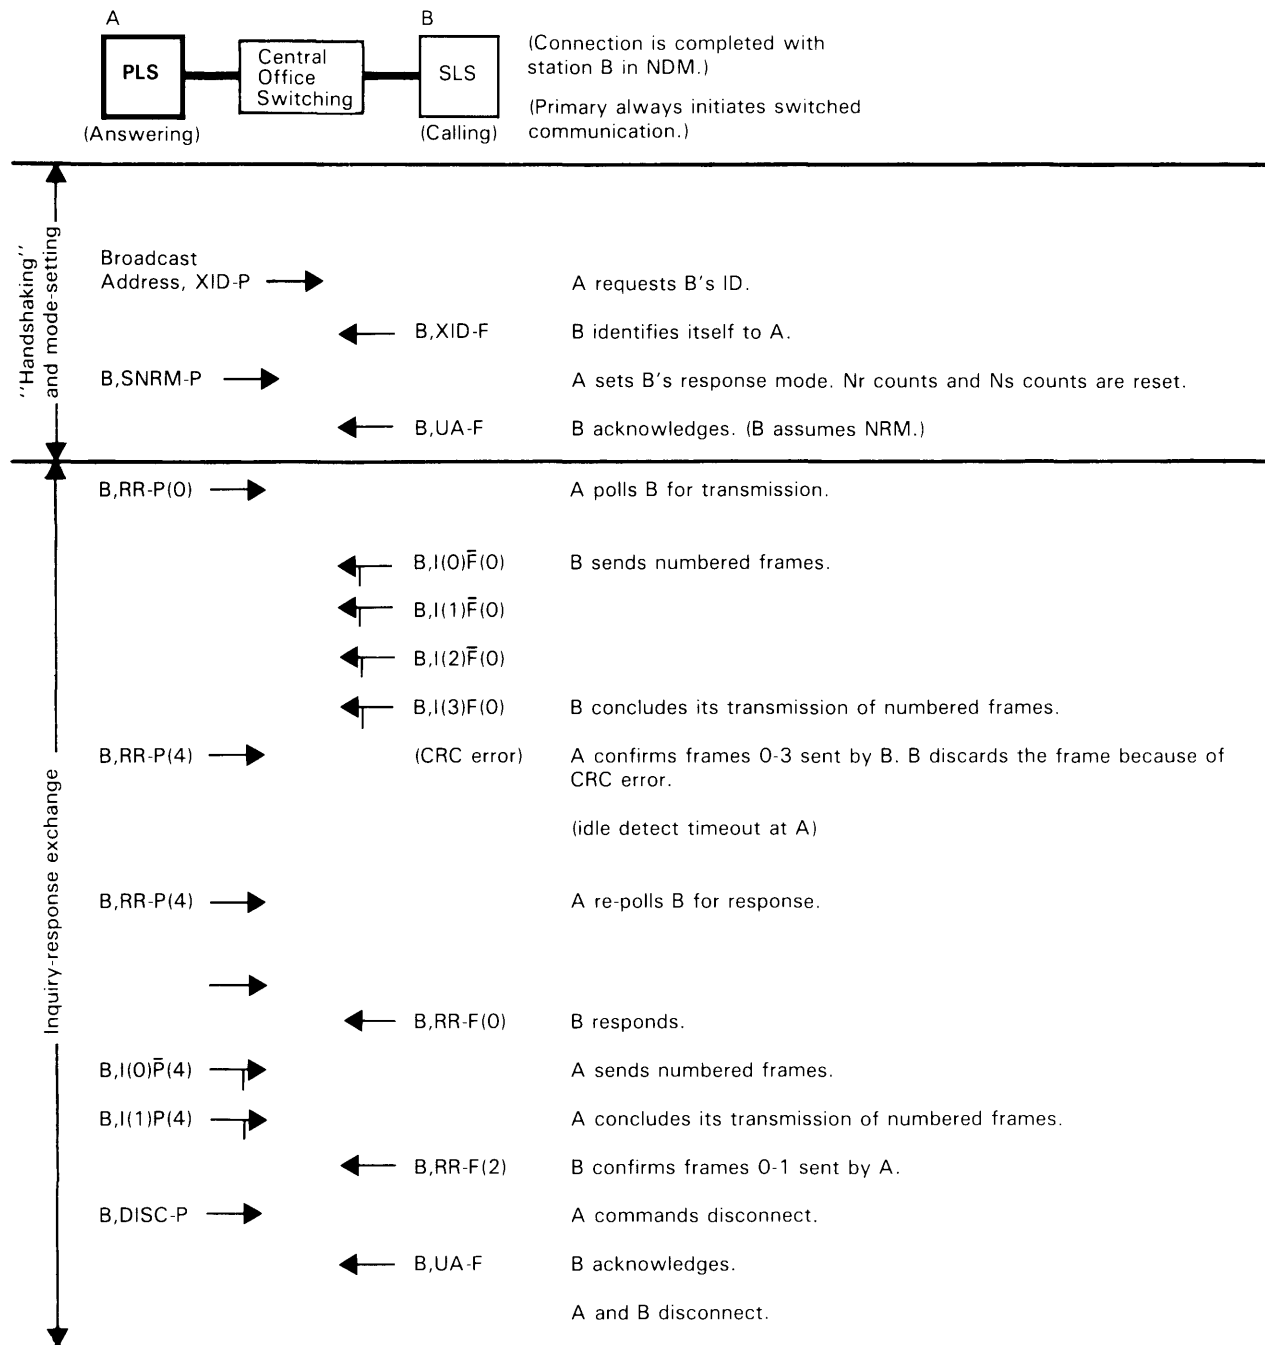 A
B
PLS
Central
Office
Switching
SLS
(Answering)
(Calling)
(Connection is completed with
station B in NDM.)
(Primary always initiates switched
communication.)
"Handshaking"
and mode-setting
Broadcast
Address, XID-P
A requests B's ID.
B,XID-F
B identifies itself to A.
B,SNRM-P
A sets B's response mode. Nr counts and Ns counts are reset.
B,UA-F
B acknowledges. (B assumes NRM.)
Inquiry-response exchange
B,RR-P(0)
A polls B for transmission.
B,I(0)F̅(0)
B sends numbered frames.
B,I(1)F̅(0)
B,I(2)F̅(0)
B,I(3)F(0)
B concludes its transmission of numbered frames.
B,RR-P(4)
(CRC error)
A confirms frames 0-3 sent by B. B discards the frame because of
CRC error.
(idle detect timeout at A)
B,RR-P(4)
A re-polls B for response.
B,RR-F(0)
B responds.
B,I(0)P̅(4)
A sends numbered frames.
B,I(1)P(4)
A concludes its transmission of numbered frames.
B,RR-F(2)
B confirms frames 0-1 sent by A.
B,DISC-P
A commands disconnect.
B,UA-F
B acknowledges.
A and B disconnect.